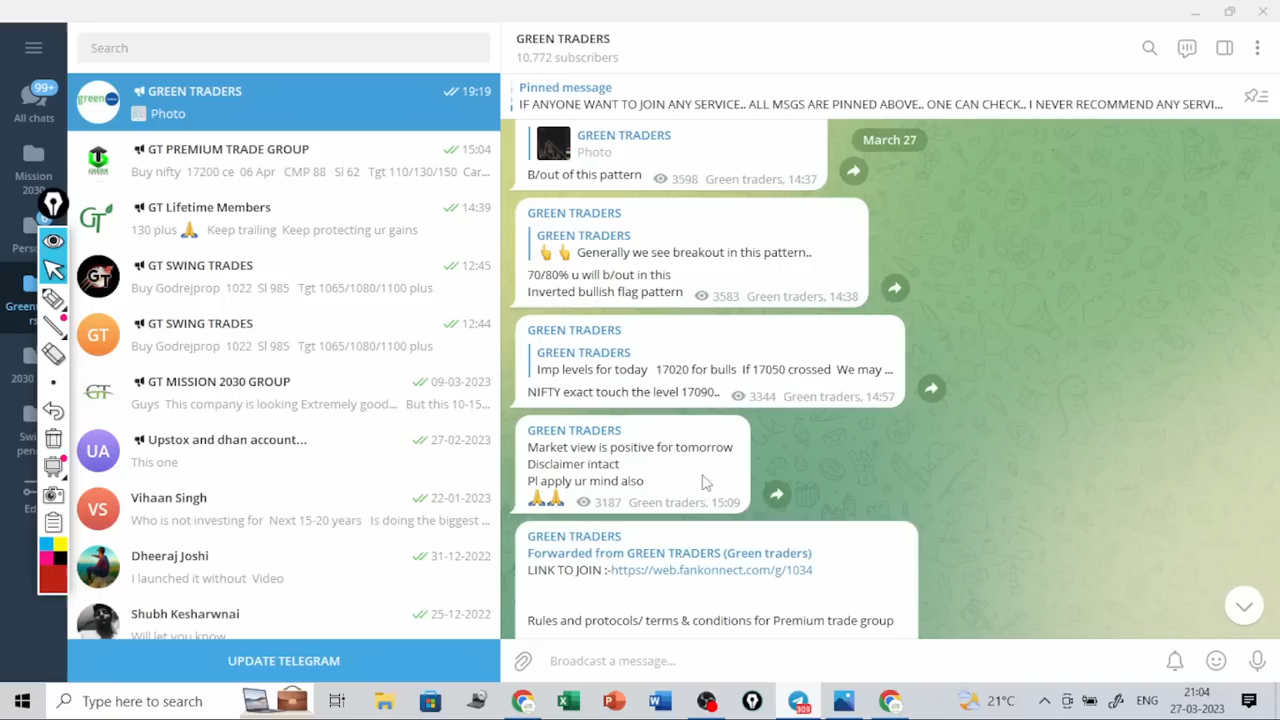 Search
99+
All chats
Mission
2030
Perso
Green
rs
2030
Swi
pen
Ed
GREEN TRADERS
19:19
Photo
GT PREMIUM TRADE GROUP
15:04
Buy nifty 17200 ce 06 Apr CMP 88 Sl 62 Tgt 110/130/150 Car...
GT Lifetime Members
14:39
130 plus 🙏 Keep trailing Keep protecting ur gains
GT SWING TRADES
12:45
Buy Godrejprop 1022 Sl 985 Tgt 1065/1080/1100 plus
GT SWING TRADES
12:44
Buy Godrejprop 1022 Sl 985 Tgt 1065/1080/1100 plus
GT MISSION 2030 GROUP
09-03-2023
Guys This company is looking Extremely good... But this 10-15...
Upstox and dhan account...
27-02-2023
This one
Vihaan Singh
22-01-2023
Who is not investing for Next 15-20 years Is doing the biggest ...
Dheeraj Joshi
31-12-2022
I launched it without Video
Shubh Kesharwnai
25-12-2022
Will let you know
UPDATE TELEGRAM
green
GT
GT
GT
GT
UA
VS
GREEN TRADERS
10,772 subscribers
Pinned message
IF ANYONE WANT TO JOIN ANY SERVICE.. ALL MSGS ARE PINNED ABOVE.. ONE CAN CHECK.. I NEVER RECOMMEND ANY SERVI...
March 27
GREEN TRADERS
Photo
B/out of this pattern 3598 Green traders, 14:37
GREEN TRADERS
GREEN TRADERS
👆 👆 Generally we see breakout in this pattern..
70/80% u will b/out in this
Inverted bullish flag pattern 3583 Green traders, 14:38
GREEN TRADERS
GREEN TRADERS
Imp levels for today 17020 for bulls If 17050 crossed We may ...
NIFTY exact touch the level 17090.. 3344 Green traders, 14:57
GREEN TRADERS
Market view is positive for tomorrow
Disclaimer intact
Pl apply ur mind also
🙏🙏 3187 Green traders, 15:09
GREEN TRADERS
Forwarded from GREEN TRADERS (Green traders)
LINK TO JOIN :-https://web.fankonnect.com/g/1034
Rules and protocols/ terms & conditions for Premium trade group
Broadcast a message...
Type here to search
309
21°C
ENG
21:04
27-03-2023